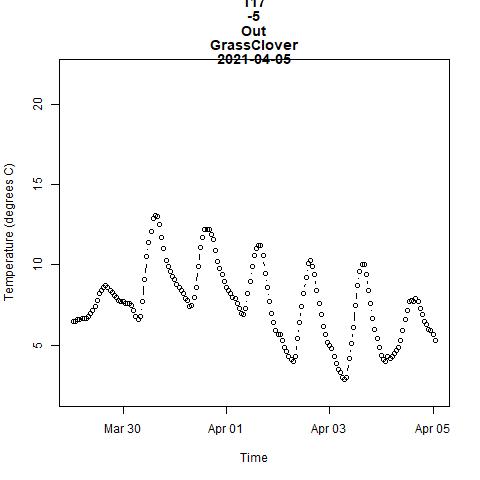 T17
-5
Out
GrassClover
2021-04-05
Temperature (degrees C)
20
15
10
5
Mar 30
Apr 01
Apr 03
Apr 05
Time